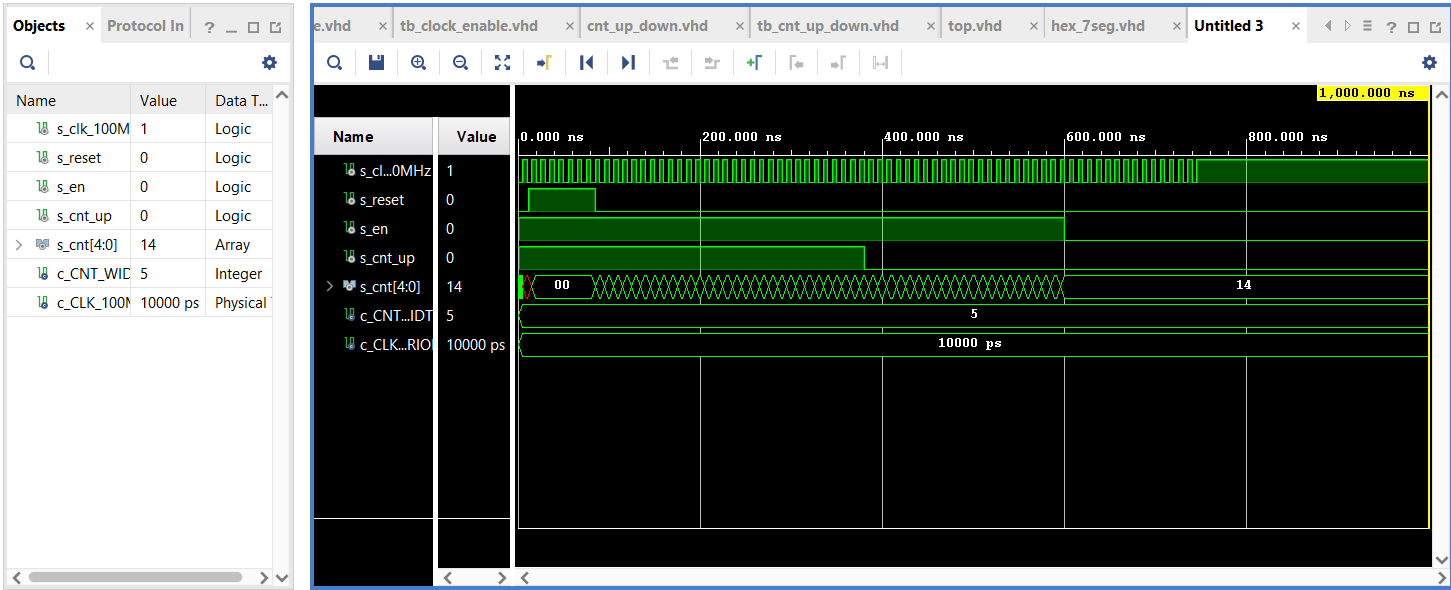 Objects × Protocol In ?
Name Value Data T...
s_clk_100M 1 Logic
s_reset 0 Logic
s_en 0 Logic
s_cnt_up 0 Logic
s_cnt[4:0] 14 Array
c_CNT_WID 5 Integer
c_CLK_100M 10000 ps Physical
e.vhd × tb_clock_enable.vhd × cnt_up_down.vhd × tb_cnt_up_down.vhd × top.vhd × hex_7seg.vhd × Untitled 3 × ?
1,000.000 ns
Name Value 0.000 ns 200.000 ns 400.000 ns 600.000 ns 800.000 ns
s_cl...0MHz 1
s_reset 0
s_en 0
s_cnt_up 0
s_cnt[4:0] 14 00 14
c_CNT...IDT 5 5
c_CLK...RIO 10000 ps 10000 ps